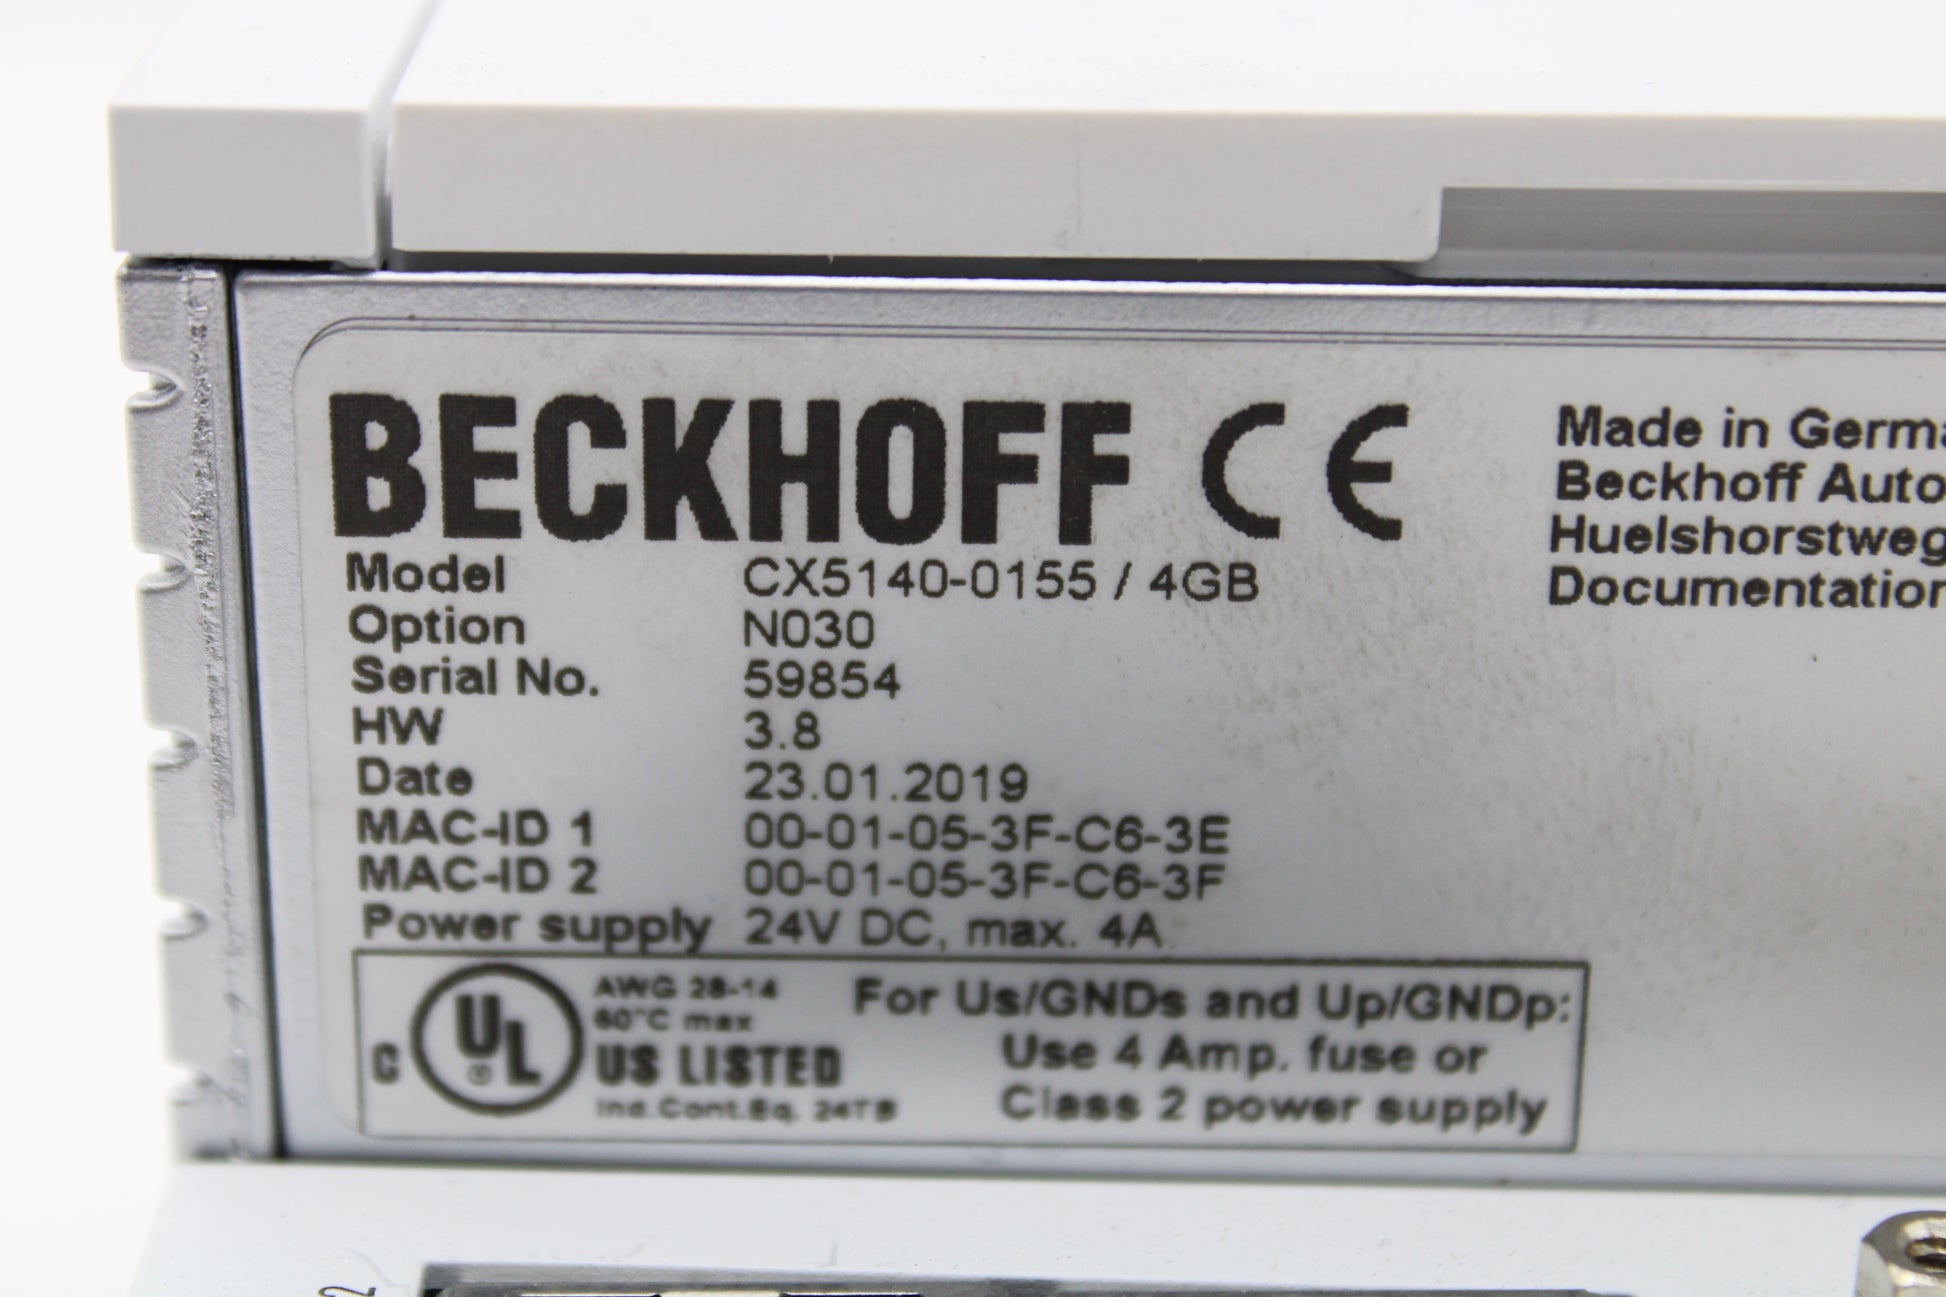 BECKHOFF CE
Made in Germa
Beckhoff Auto
Huelshorstweg
Documentation
Model CX5140-0155 / 4GB
Option N030
Serial No. 59854
HW 3.8
Date 23.01.2019
MAC-ID 1 00-01-05-3F-C6-3E
MAC-ID 2 00-01-05-3F-C6-3F
Power supply 24V DC, max. 4A
C UL ®
AWG 28-14
60°C max
US LISTED
Ind.Cont.Eq. 24TB
For Us/GNDs and Up/GNDp:
Use 4 Amp. fuse or
Class 2 power supply
2